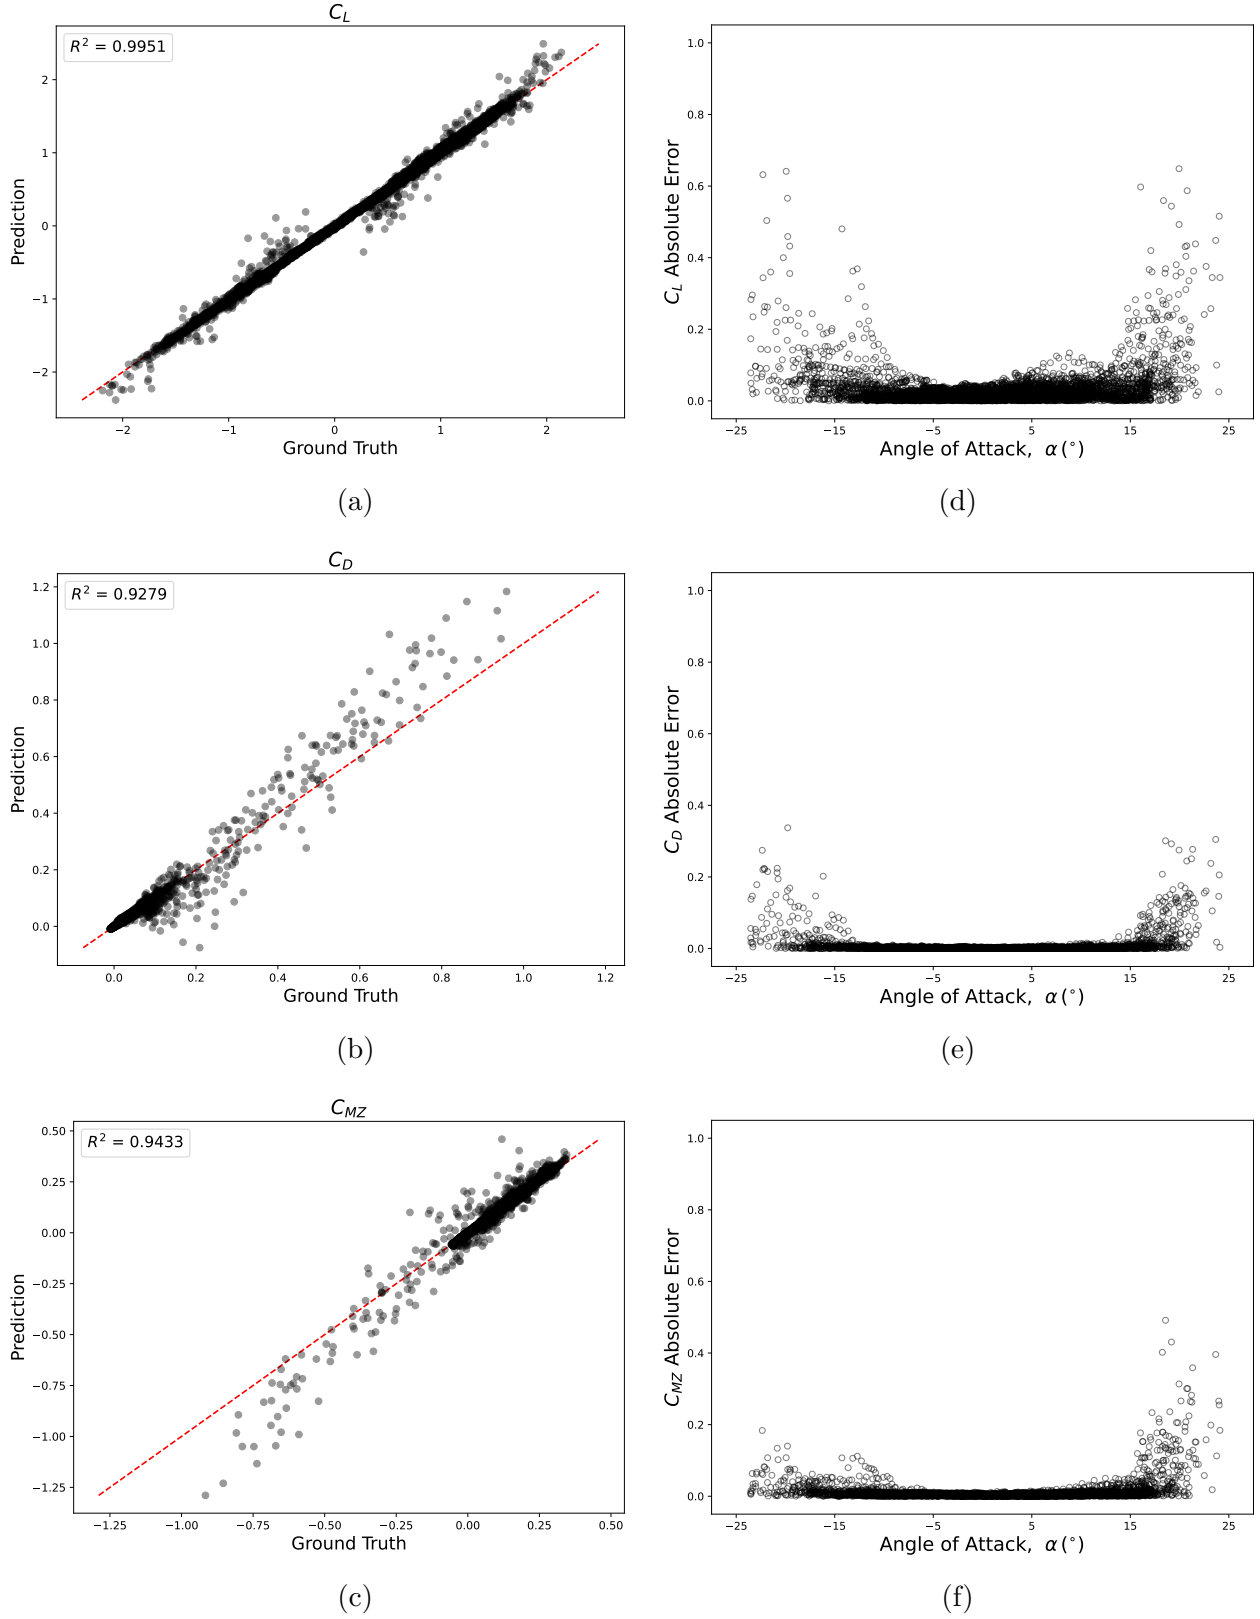 C_L
R² = 0.9951
2
1
0
−1
−2
Prediction
−2 −1 0 1 2
Ground Truth
(a)
1.0
0.8
0.6
0.4
0.2
0.0
C_L Absolute Error
−25 −15 −5 5 15 25
Angle of Attack, α (°)
(d)
C_D
R² = 0.9279
1.2
1.0
0.8
0.6
0.4
0.2
0.0
Prediction
0.0 0.2 0.4 0.6 0.8 1.0 1.2
Ground Truth
(b)
1.0
0.8
0.6
0.4
0.2
0.0
C_D Absolute Error
−25 −15 −5 5 15 25
Angle of Attack, α (°)
(e)
C_MZ
R² = 0.9433
0.50
0.25
0.00
−0.25
−0.50
−0.75
−1.00
−1.25
Prediction
−1.25 −1.00 −0.75 −0.50 −0.25 0.00 0.25 0.50
Ground Truth
(c)
1.0
0.8
0.6
0.4
0.2
0.0
C_MZ Absolute Error
−25 −15 −5 5 15 25
Angle of Attack, α (°)
(f)